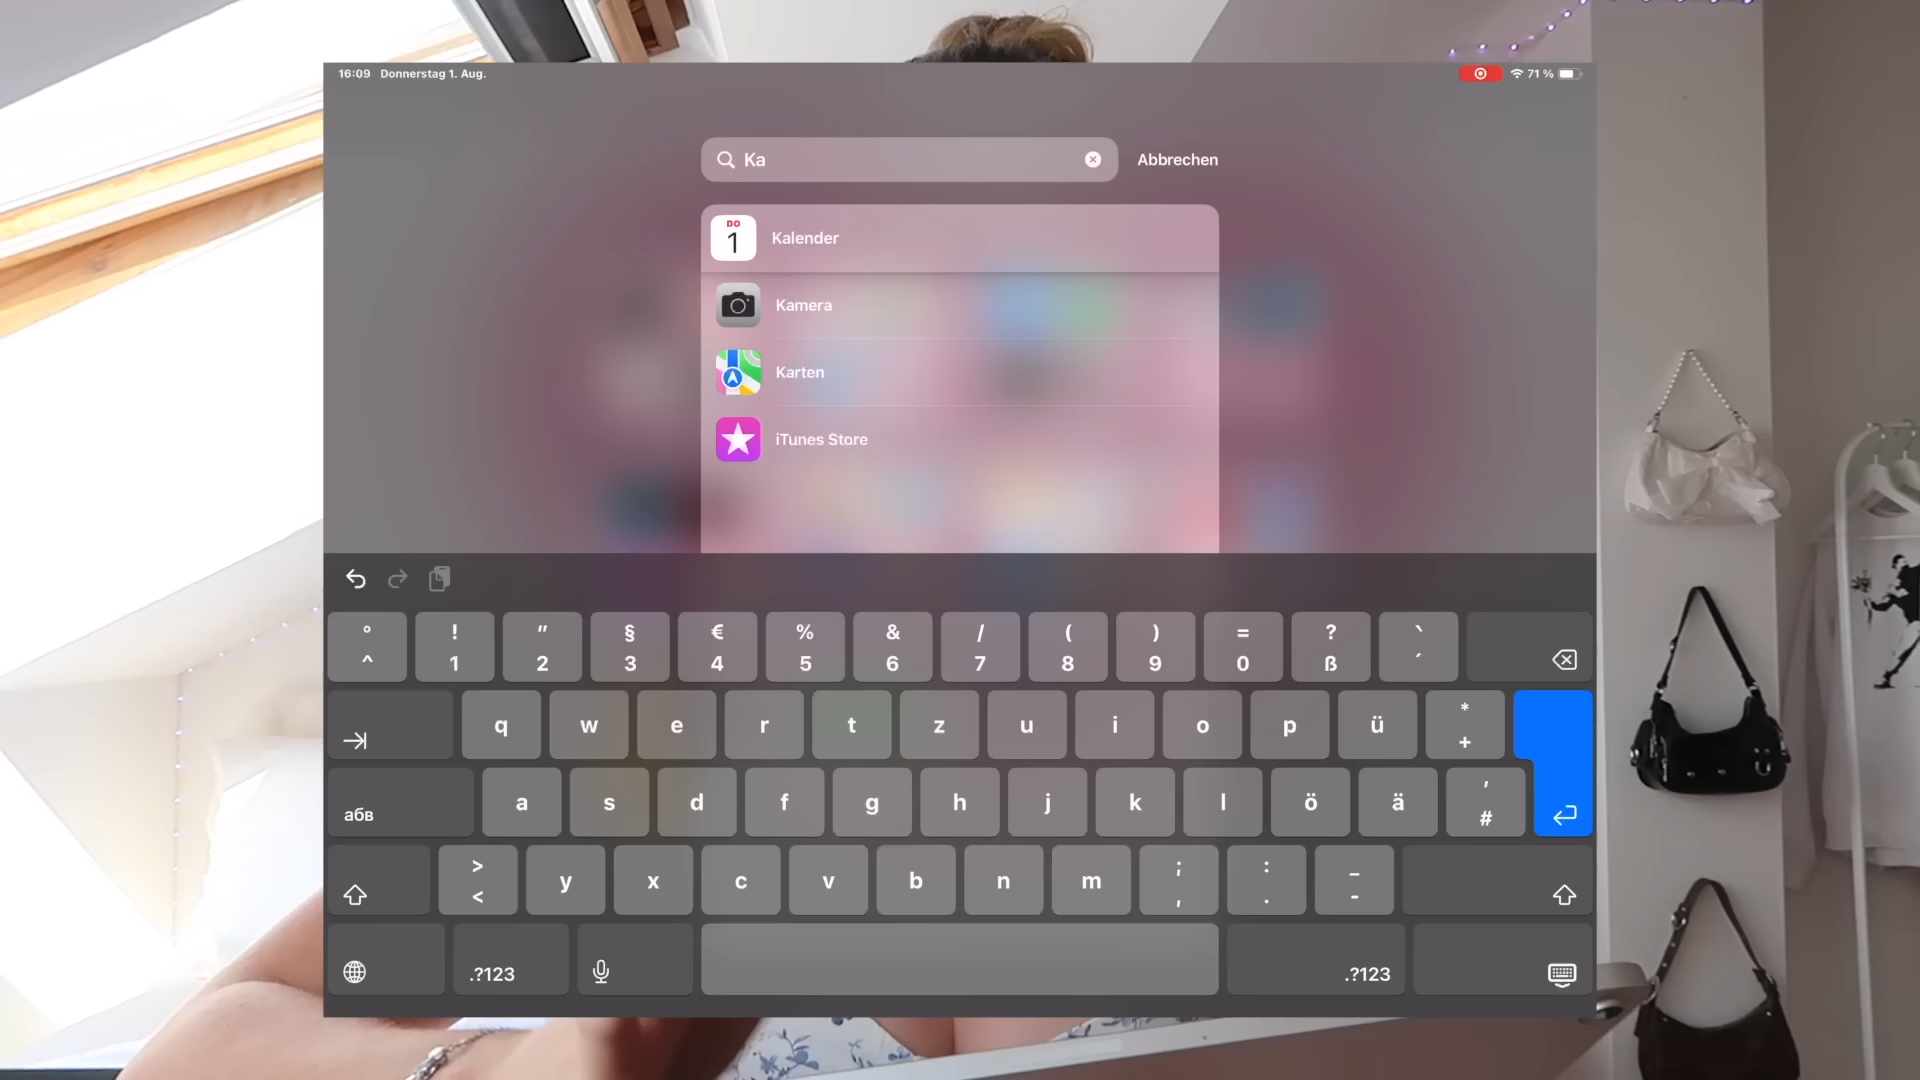 16:09 Donnerstag 1. Aug. 71 %
Ka Abbrechen
DO
1
Kalender
Kamera
Karten
iTunes Store
° ! " § € % & / ( ) = ? `
^ 1 2 3 4 5 6 7 8 9 0 ß ´
q w e r t z u i o p ü *
+
абв a s d f g h j k l ö ä '
#
> y x c v b n m ; : _
< , . -
.?123 .?123